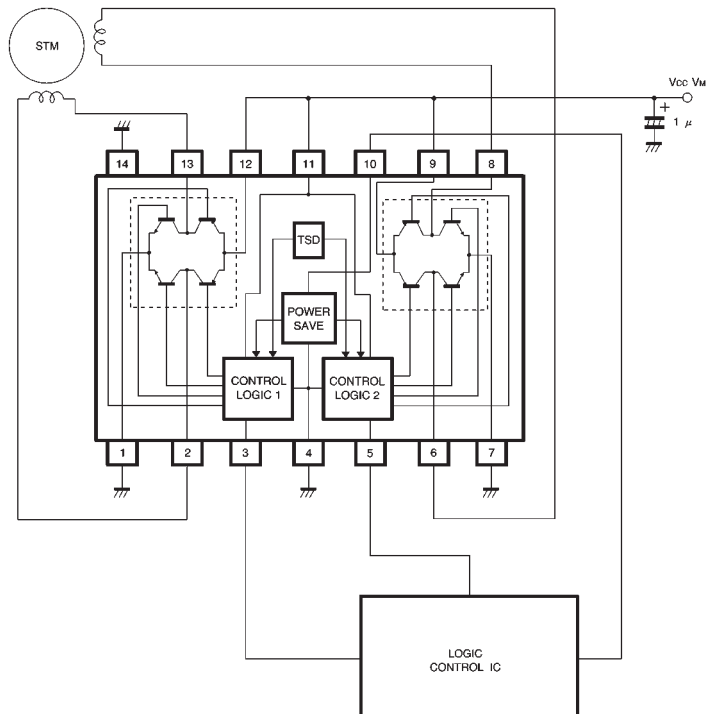 STM
VCC VM
+
1 μ
14
13
12
11
10
9
8
TSD
POWER
SAVE
CONTROL
LOGIC 1
CONTROL
LOGIC 2
1
2
3
4
5
6
7
LOGIC
CONTROL IC